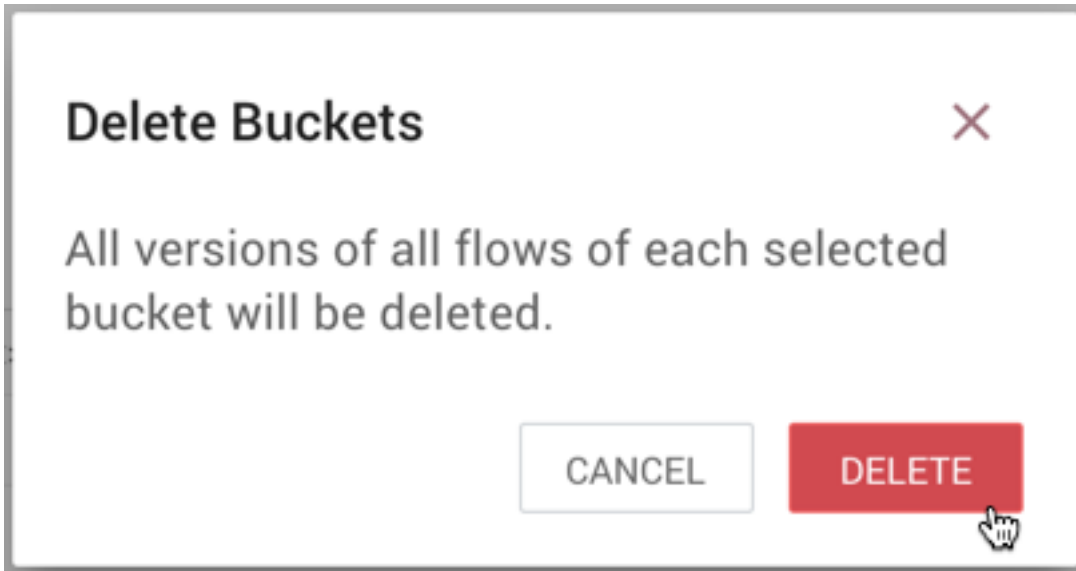 Delete Buckets
All versions of all flows of each selected
bucket will be deleted.
CANCEL
DELETE